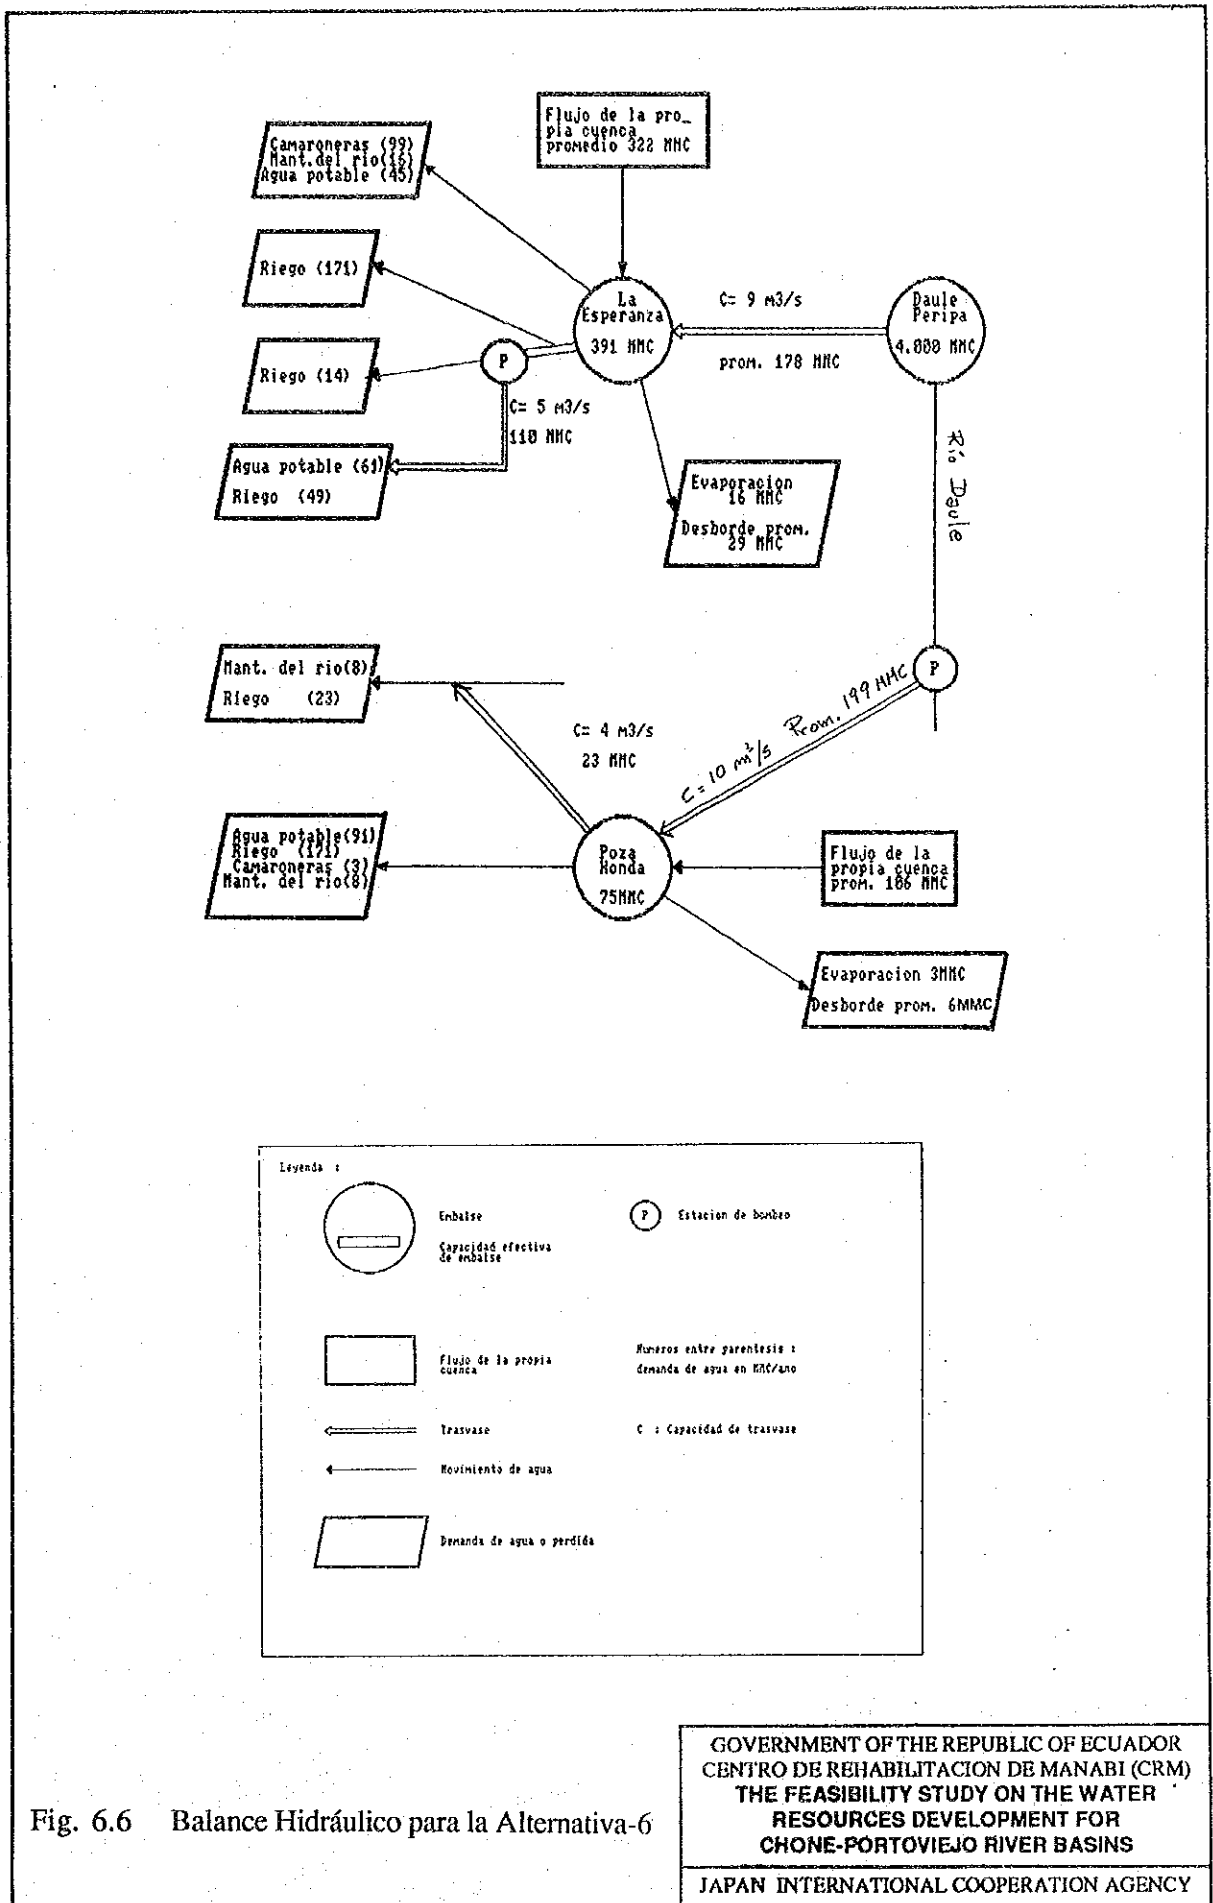 Flujo de la pro_
pia cuenca
promedio 322 MMC
Camaroneras (99)
Mant.del rio(16)
Agua potable (45)
Riego (171)
La
Esperanza
391 MMC
C= 9 m3/s
prom. 178 MMC
Daule
Peripa
4.000 MMC
Riego (14)
P
C= 5 m3/s
110 MMC
Agua potable (61)
Riego (49)
Evaporacion
16 MMC
Desborde prom.
29 MMC
Río Daule
Mant. del rio(8)
Riego (23)
P
C= 4 m3/s
23 MMC
C=10 m³/s Prom. 199 MMC
Agua potable(91)
Riego (171)
Camaroneras (3)
Mant. del rio(8)
Poza
Honda
75MMC
Flujo de la
propia cuenca
prom. 106 MMC
Evaporacion 3MMC
Desborde prom. 6MMC
Leyenda :
Embalse
Capacidad efectiva
de embalse
P
Estacion de bombeo
Flujo de la propia
cuenca
Numeros entre parentesis :
demanda de agua en MMC/ano
Trasvase
C : Capacidad de trasvase
Movimiento de agua
Demanda de agua o perdida
Fig. 6.6 Balance Hidráulico para la Alternativa-6
GOVERNMENT OF THE REPUBLIC OF ECUADOR
CENTRO DE REHABILITACION DE MANABI (CRM)
THE FEASIBILITY STUDY ON THE WATER
RESOURCES DEVELOPMENT FOR
CHONE-PORTOVIEJO RIVER BASINS
JAPAN INTERNATIONAL COOPERATION AGENCY